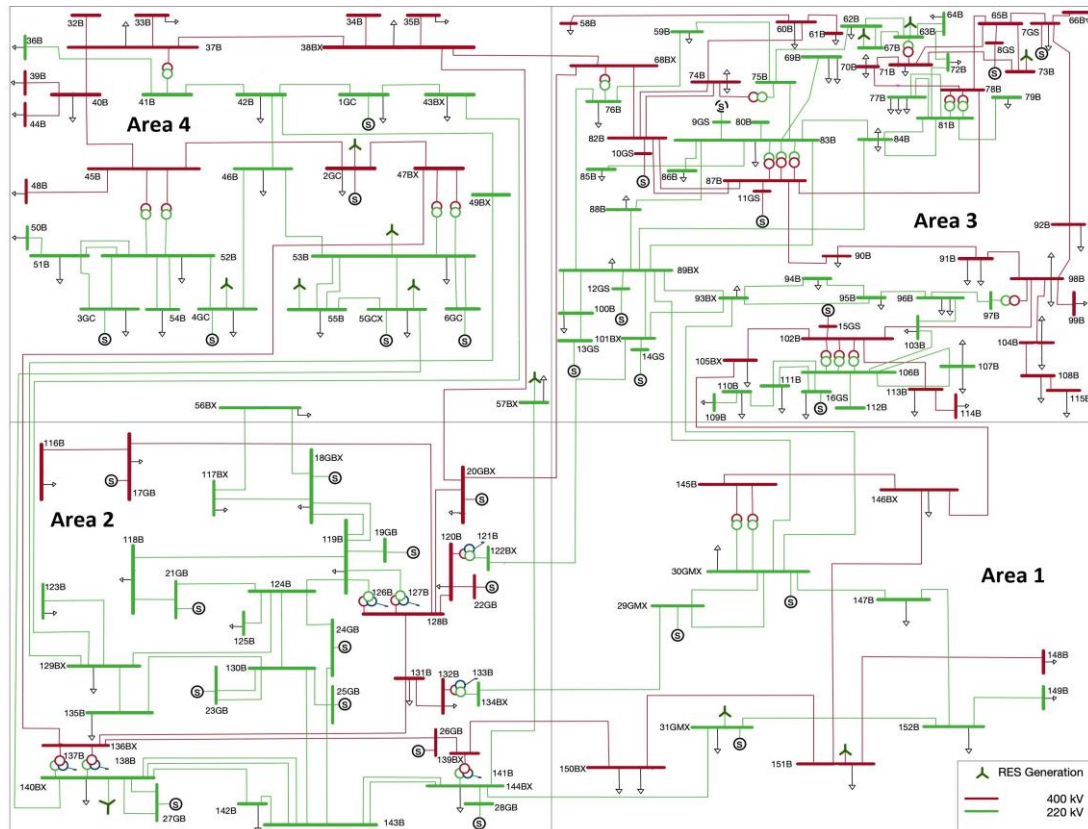 32B
33B
34B
35B
36B
37B
38BX
39B
40B
44B
41B
42B
1GC
43BX
Area 4
45B
46B
2GC
47BX
48B
49BX
50B
51B
52B
53B
3GC
54B
4GC
55B
5GCX
6GC
S
S
S
S
S
S
58B
59B
60B
61B
62B
63B
64B
65B
66B
7GS
8GS
67B
68BX
69B
70B
71B
72B
73B
74B
75B
76B
77B
78B
79B
9GS
80B
81B
82B
83B
84B
10GS
85B
86B
87B
11GS
88B
Area 3
89BX
90B
91B
92B
12GS
93BX
94B
95B
96B
97B
98B
99B
100B
13GS
101BX
14GS
15GS
102B
103B
104B
105BX
106B
107B
108B
109B
110B
111B
16GS
112B
113B
114B
115B
S
S
S
S
S
S
S
S
S
S
56BX
57BX
116B
17GB
117BX
18GBX
20GBX
Area 2
118B
119B
19GB
120B
121B
122BX
21GB
22GB
123B
124B
125B
126B
127B
128B
24GB
129BX
130B
131B
132B
133B
134BX
23GB
25GB
135B
136BX
137B
138B
26GB
139BX
140BX
141B
144BX
27GB
142B
143B
28GB
S
S
S
S
S
S
S
S
S
S
S
S
145B
146BX
30GMX
Area 1
29GMX
147B
148B
149B
31GMX
152B
150BX
151B
S
S
S
RES Generation
400 kV
220 kV